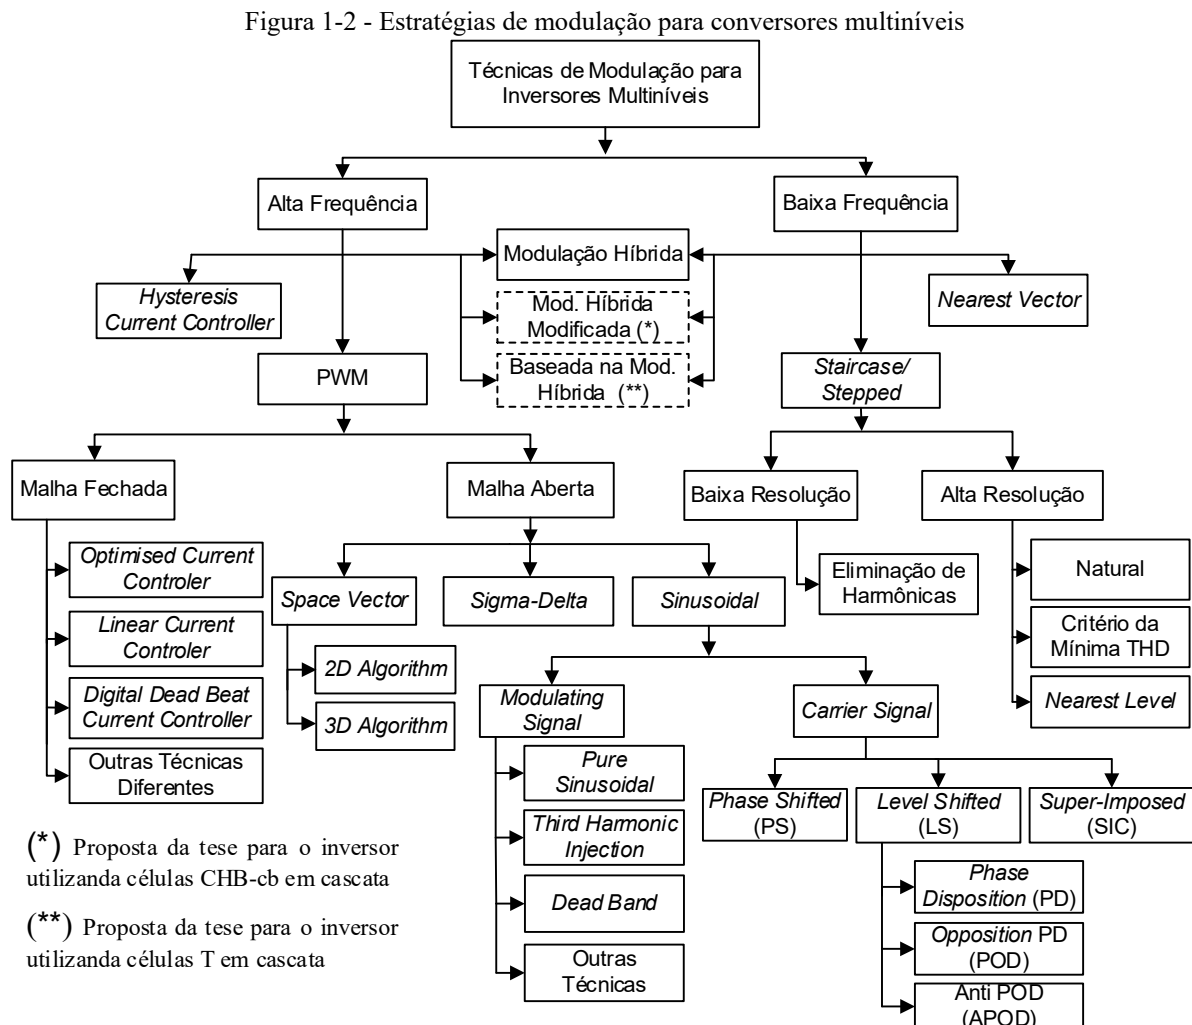 Figura 1-2 - Estratégias de modulação para conversores multiníveis
Técnicas de Modulação para
Inversores Multiníveis
Alta Frequência
Baixa Frequência
Modulação Híbrida
Hysteresis
Current Controller
Mod. Híbrida
Modificada (*)
Nearest Vector
PWM
Baseada na Mod.
Híbrida (**)
Staircase/
Stepped
Malha Fechada
Malha Aberta
Baixa Resolução
Alta Resolução
Optimised Current
Controler
Linear Current
Controler
Digital Dead Beat
Current Controller
Outras Técnicas
Diferentes
Space Vector
Sigma-Delta
Sinusoidal
2D Algorithm
3D Algorithm
Eliminação de
Harmônicas
Natural
Critério da
Mínima THD
Nearest Level
Modulating
Signal
Carrier Signal
Pure
Sinusoidal
Third Harmonic
Injection
Dead Band
Outras
Técnicas
Phase Shifted
(PS)
Level Shifted
(LS)
Super-Imposed
(SIC)
Phase
Disposition (PD)
Opposition PD
(POD)
Anti POD
(APOD)
(*) Proposta da tese para o inversor
utilizanda células CHB-cb em cascata
(**) Proposta da tese para o inversor
utilizanda células T em cascata